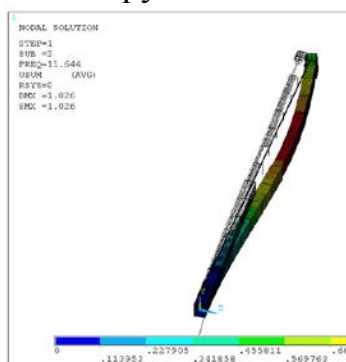 1
NODAL SOLUTION
STEP=1
SUB =3
FREQ=11.644
USUM (AVG)
RSYS=0
DMX =1.026
SMX =1.026
0 .227905 .455811
.113953 .341858 .569763